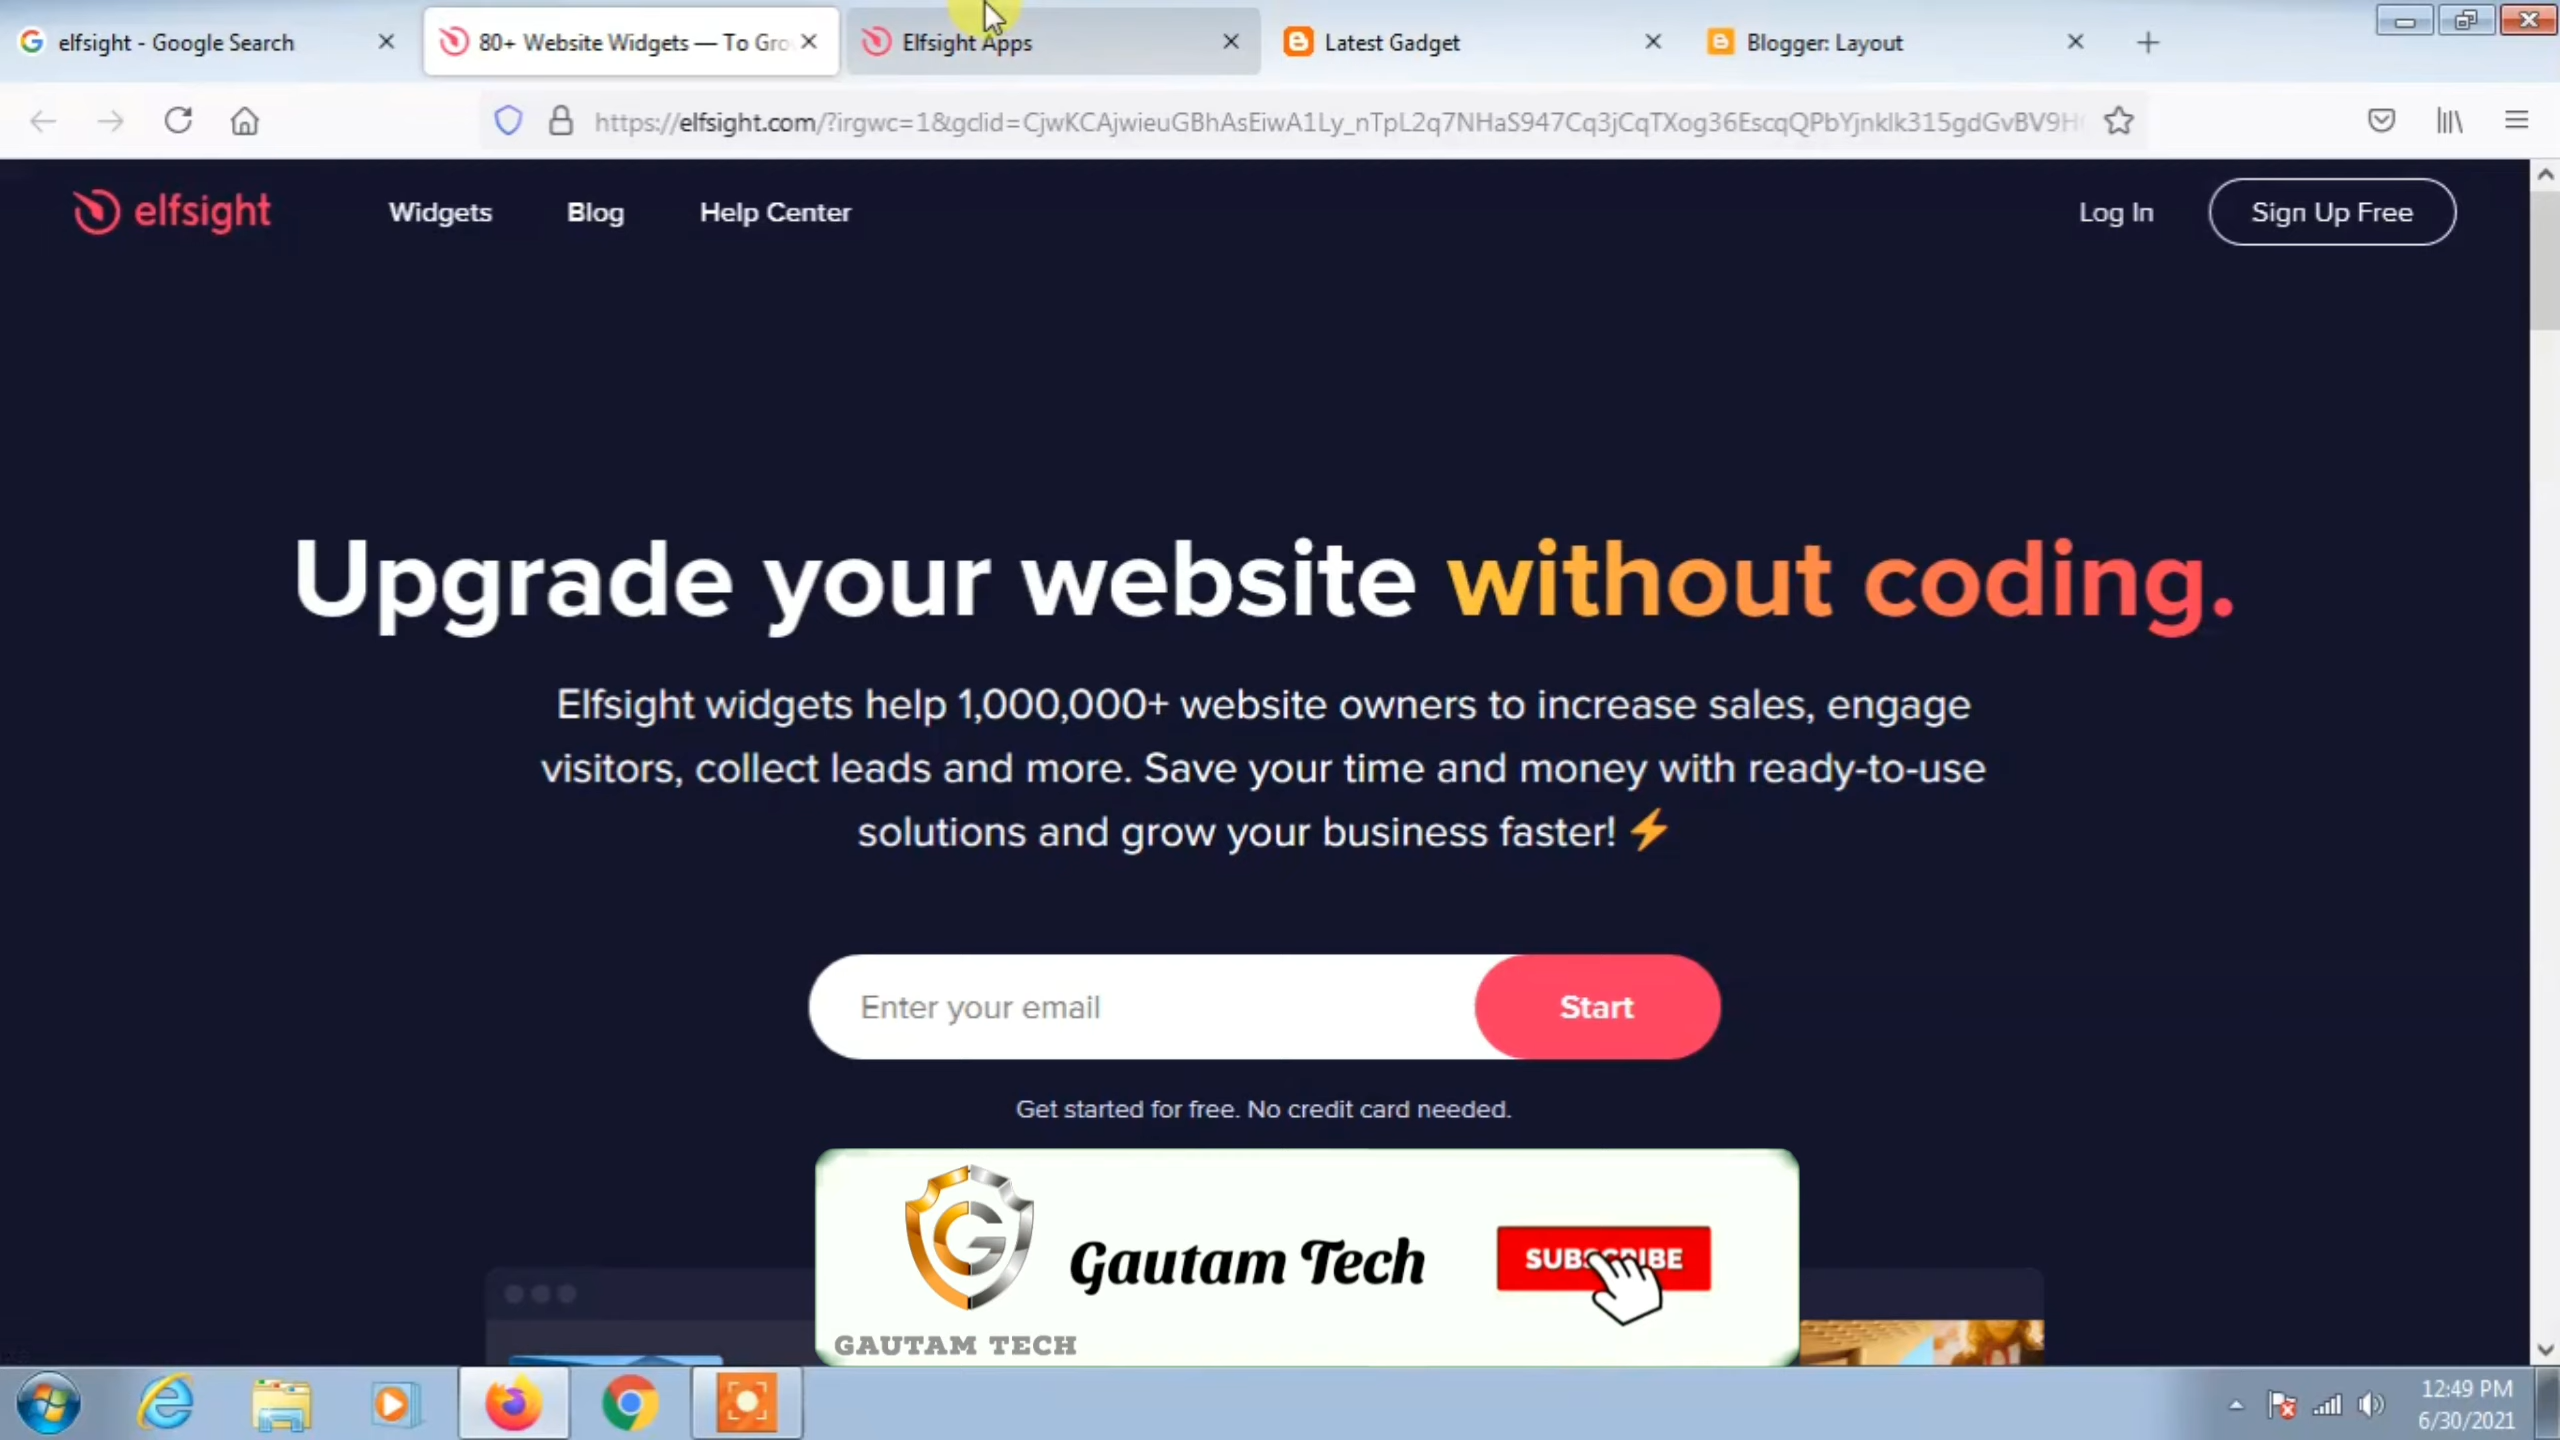 elfsight - Google Search
80+ Website Widgets — To Gro
Elfsight Apps
Latest Gadget
Blogger: Layout
https://elfsight.com/?irgwc=1&gclid=CjwKCAjwieuGBhAsEiwA1Ly_nTpL2q7NHaS947Cq3jCqTXog36EscqQPbYjnklk315gdGvBV9H
elfsight
Widgets
Blog
Help Center
Log In
Sign Up Free
Upgrade your website without coding.
Elfsight widgets help 1,000,000+ website owners to increase sales, engage
visitors, collect leads and more. Save your time and money with ready-to-use
solutions and grow your business faster! ⚡
Enter your email
Start
Get started for free. No credit card needed.
Gautam Tech
SUBSCRIBE
GAUTAM TECH
12:49 PM
6/30/2021